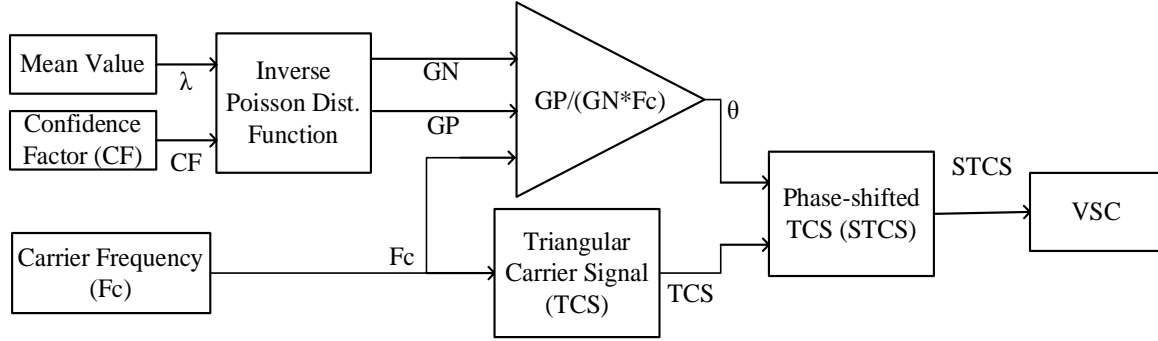 Mean Value
λ
Confidence
Factor (CF)
CF
Inverse
Poisson Dist.
Function
GN
GP
GP/(GN*Fc)
θ
Carrier Frequency
(Fc)
Fc
Triangular
Carrier Signal
(TCS)
TCS
Phase-shifted
TCS (STCS)
STCS
VSC